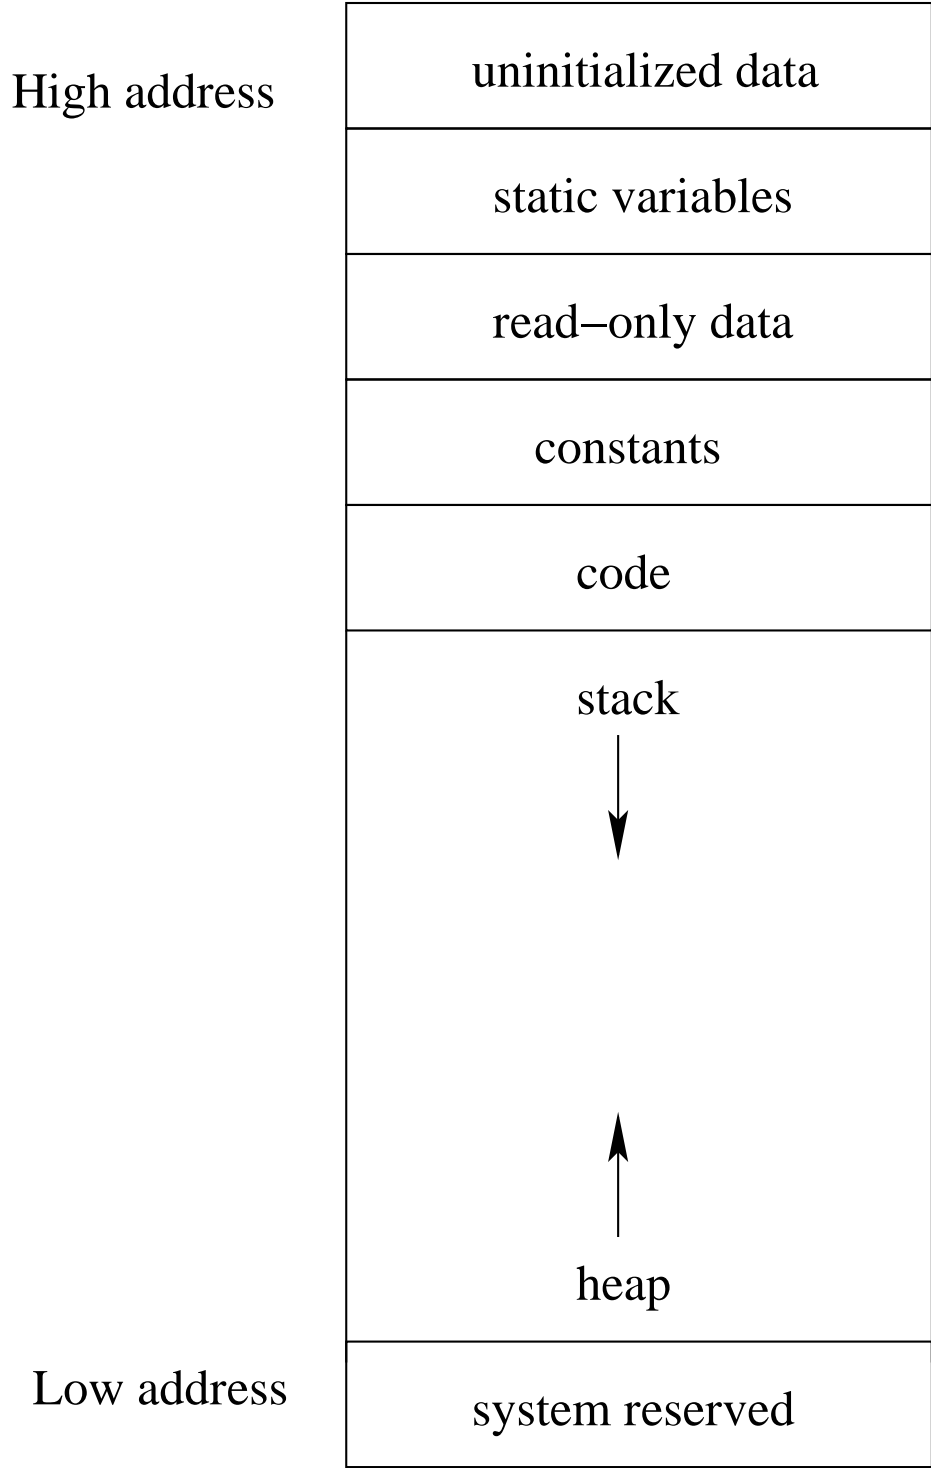 uninitialized data
High address
static variables
read−only data
constants
code
stack
heap
Low address
system reserved